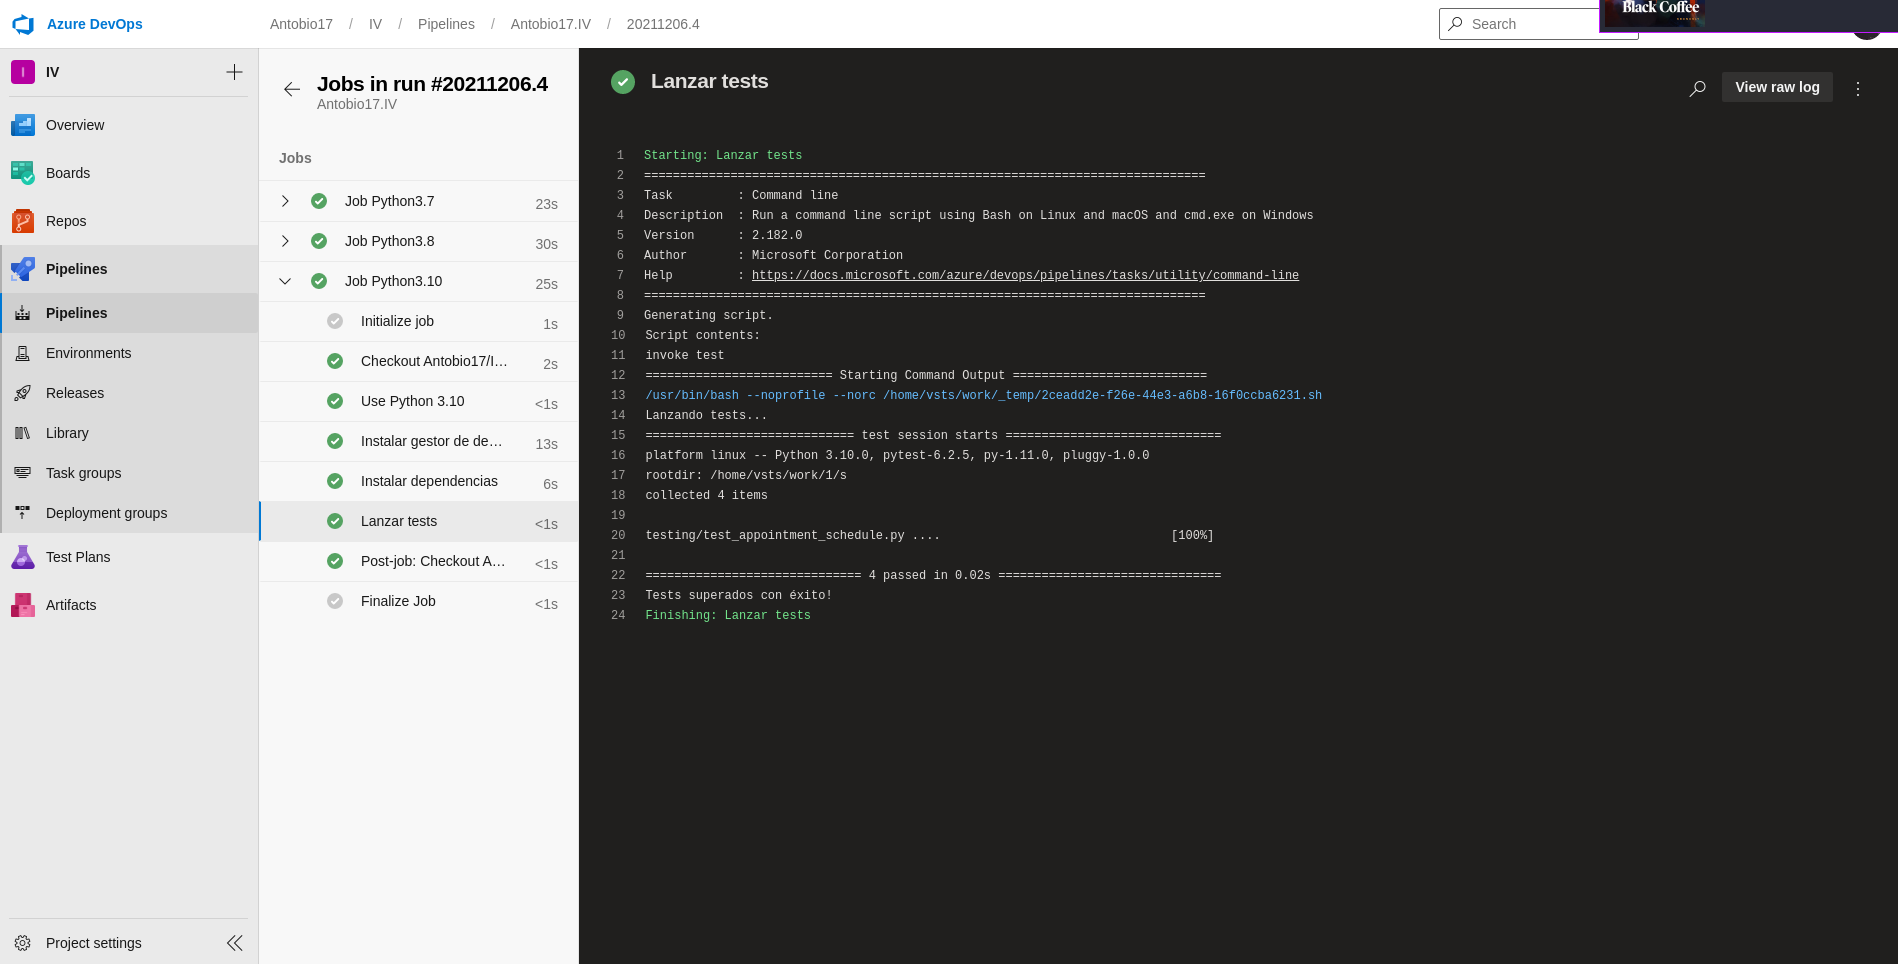 Azure DevOps
Antobio17 / IV / Pipelines / Antobio17.IV / 20211206.4
Search
Black Coffee
I IV
Overview
Boards
Repos
Pipelines
Pipelines
Environments
Releases
Library
Task groups
Deployment groups
Test Plans
Artifacts
Project settings
Jobs in run #20211206.4
Antobio17.IV
Jobs
Job Python3.7 23s
Job Python3.8 30s
Job Python3.10 25s
Initialize job 1s
Checkout Antobio17/I… 2s
Use Python 3.10 <1s
Instalar gestor de de… 13s
Instalar dependencias 6s
Lanzar tests <1s
Post-job: Checkout A… <1s
Finalize Job <1s
Lanzar tests
View raw log
1 Starting: Lanzar tests
2 ==============================================================================
3 Task         : Command line
4 Description  : Run a command line script using Bash on Linux and macOS and cmd.exe on Windows
5 Version      : 2.182.0
6 Author       : Microsoft Corporation
7 Help         : https://docs.microsoft.com/azure/devops/pipelines/tasks/utility/command-line
8 ==============================================================================
9 Generating script.
10 Script contents:
11 invoke test
12 ========================== Starting Command Output ===========================
13 /usr/bin/bash --noprofile --norc /home/vsts/work/_temp/2ceadd2e-f26e-44e3-a6b8-16f0ccba6231.sh
14 Lanzando tests...
15 ============================= test session starts ==============================
16 platform linux -- Python 3.10.0, pytest-6.2.5, py-1.11.0, pluggy-1.0.0
17 rootdir: /home/vsts/work/1/s
18 collected 4 items
19
20 testing/test_appointment_schedule.py ....                                [100%]
21
22 ============================== 4 passed in 0.02s ===============================
23 Tests superados con éxito!
24 Finishing: Lanzar tests